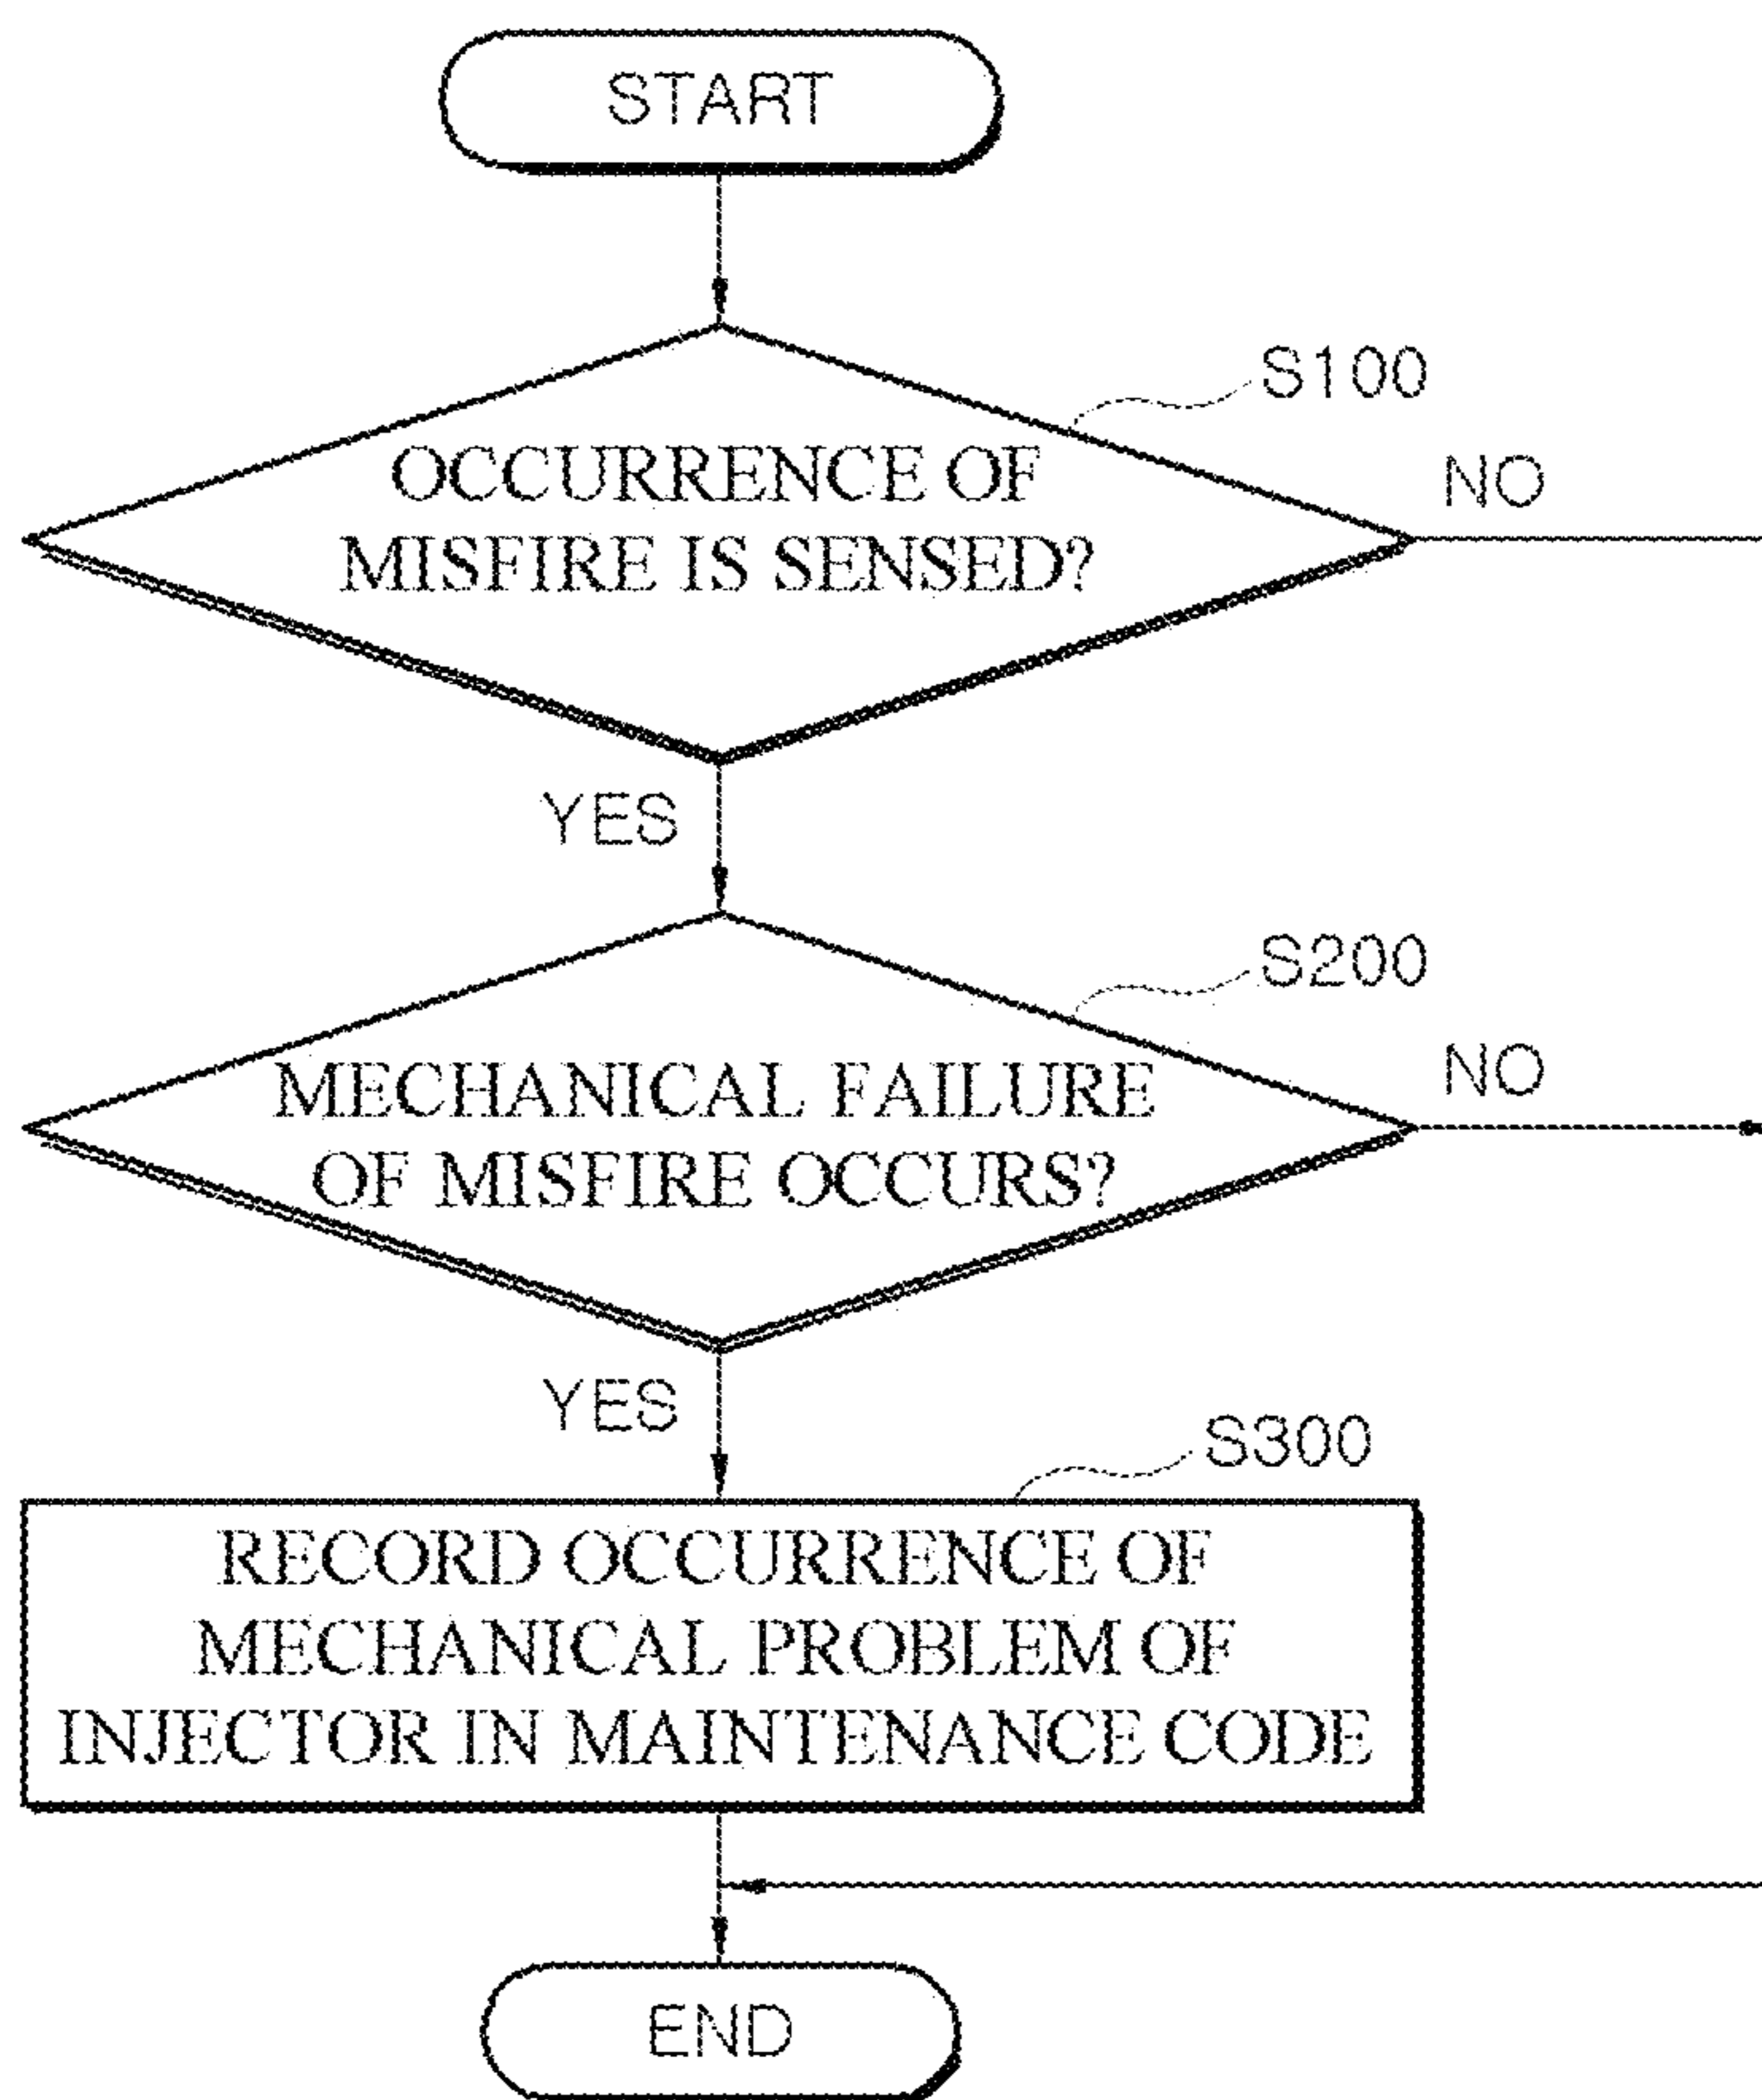 START
S100
OCCURRENCE OF
MISFIRE IS SENSED?
NO
YES
S200
MECHANICAL FAILURE
OF MISFIRE OCCURS?
NO
YES
S300
RECORD OCCURRENCE OF
MECHANICAL PROBLEM OF
INJECTOR IN MAINTENANCE CODE
END